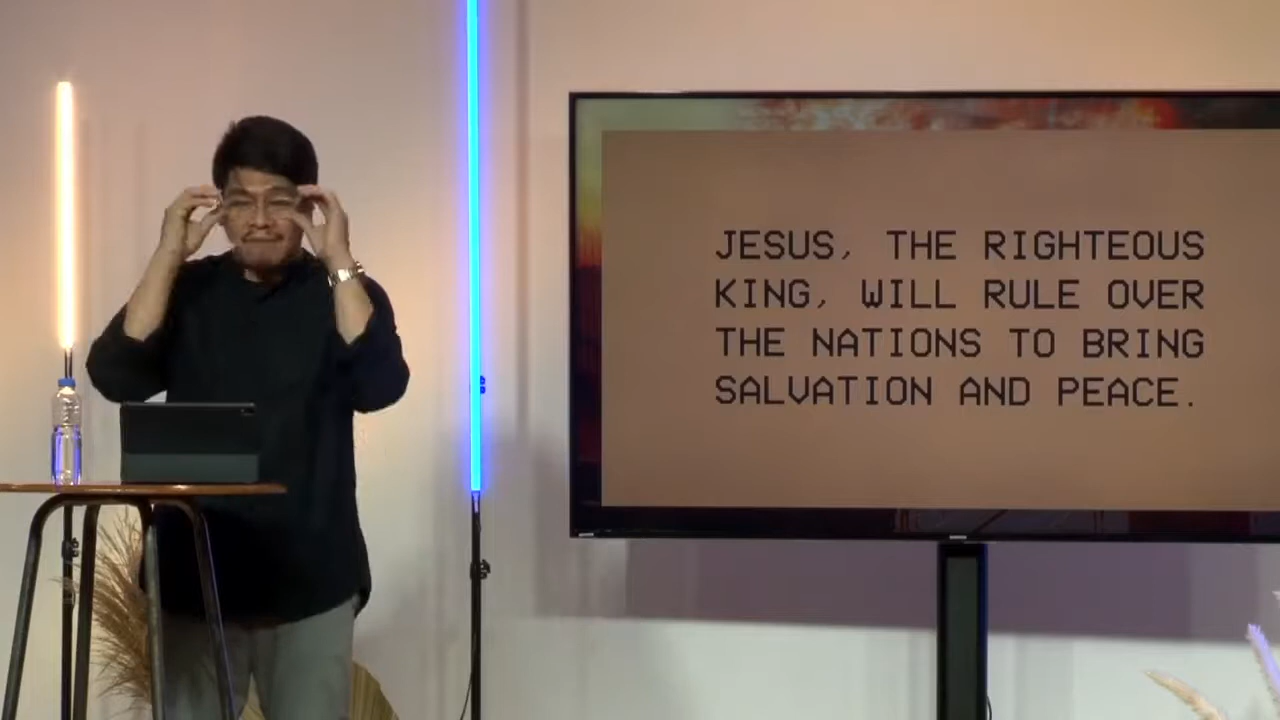 JESUS, THE RIGHTEOUS
KING, WILL RULE OVER
THE NATIONS TO BRING
SALVATION AND PEACE.